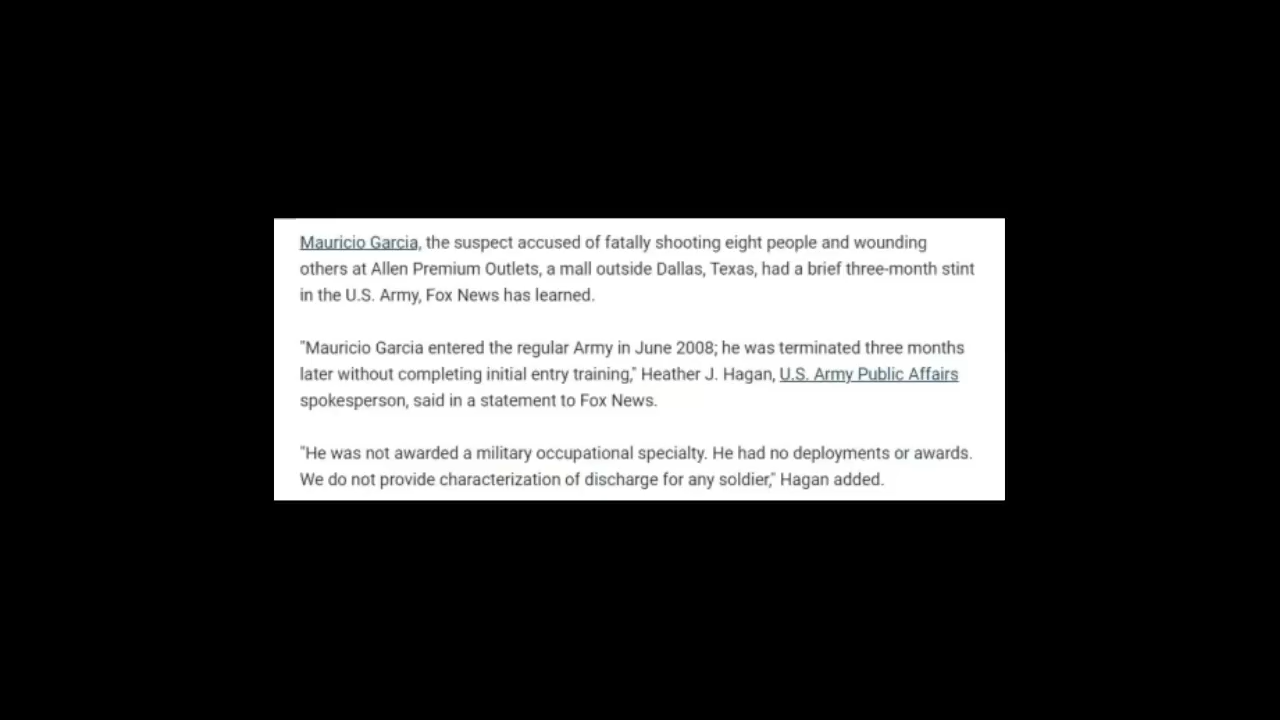 Mauricio Garcia, the suspect accused of fatally shooting eight people and wounding
others at Allen Premium Outlets, a mall outside Dallas, Texas, had a brief three-month stint
in the U.S. Army, Fox News has learned.
"Mauricio Garcia entered the regular Army in June 2008; he was terminated three months
later without completing initial entry training," Heather J. Hagan, U.S. Army Public Affairs
spokesperson, said in a statement to Fox News.
"He was not awarded a military occupational specialty. He had no deployments or awards.
We do not provide characterization of discharge for any soldier," Hagan added.